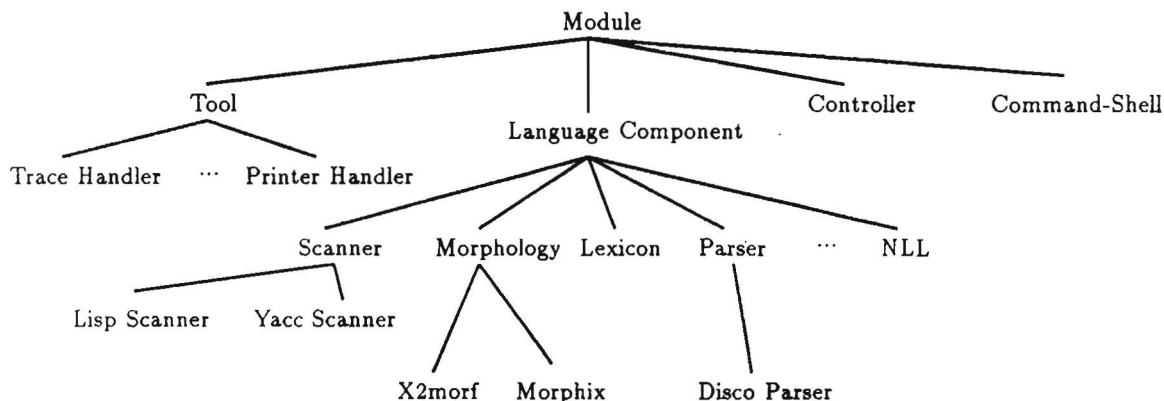 Module
Tool
Controller
Command-Shell
Language Component
Trace Handler ... Printer Handler
Scanner
Morphology
Lexicon
Parser
...
NLL
Lisp Scanner
Yacc Scanner
X2morf
Morphix
Disco Parser